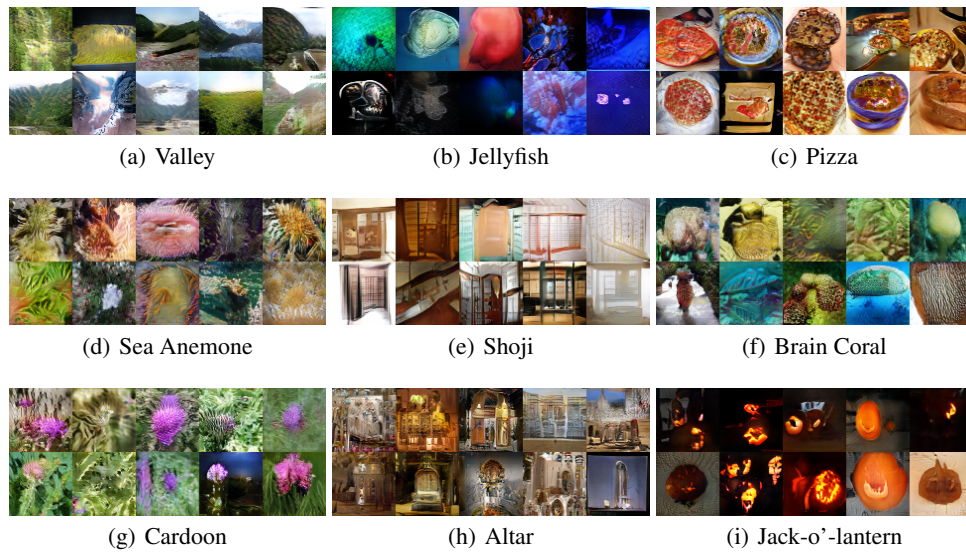 (a) Valley
(b) Jellyfish
(c) Pizza
(d) Sea Anemone
(e) Shoji
(f) Brain Coral
(g) Cardoon
(h) Altar
(i) Jack-o'-lantern